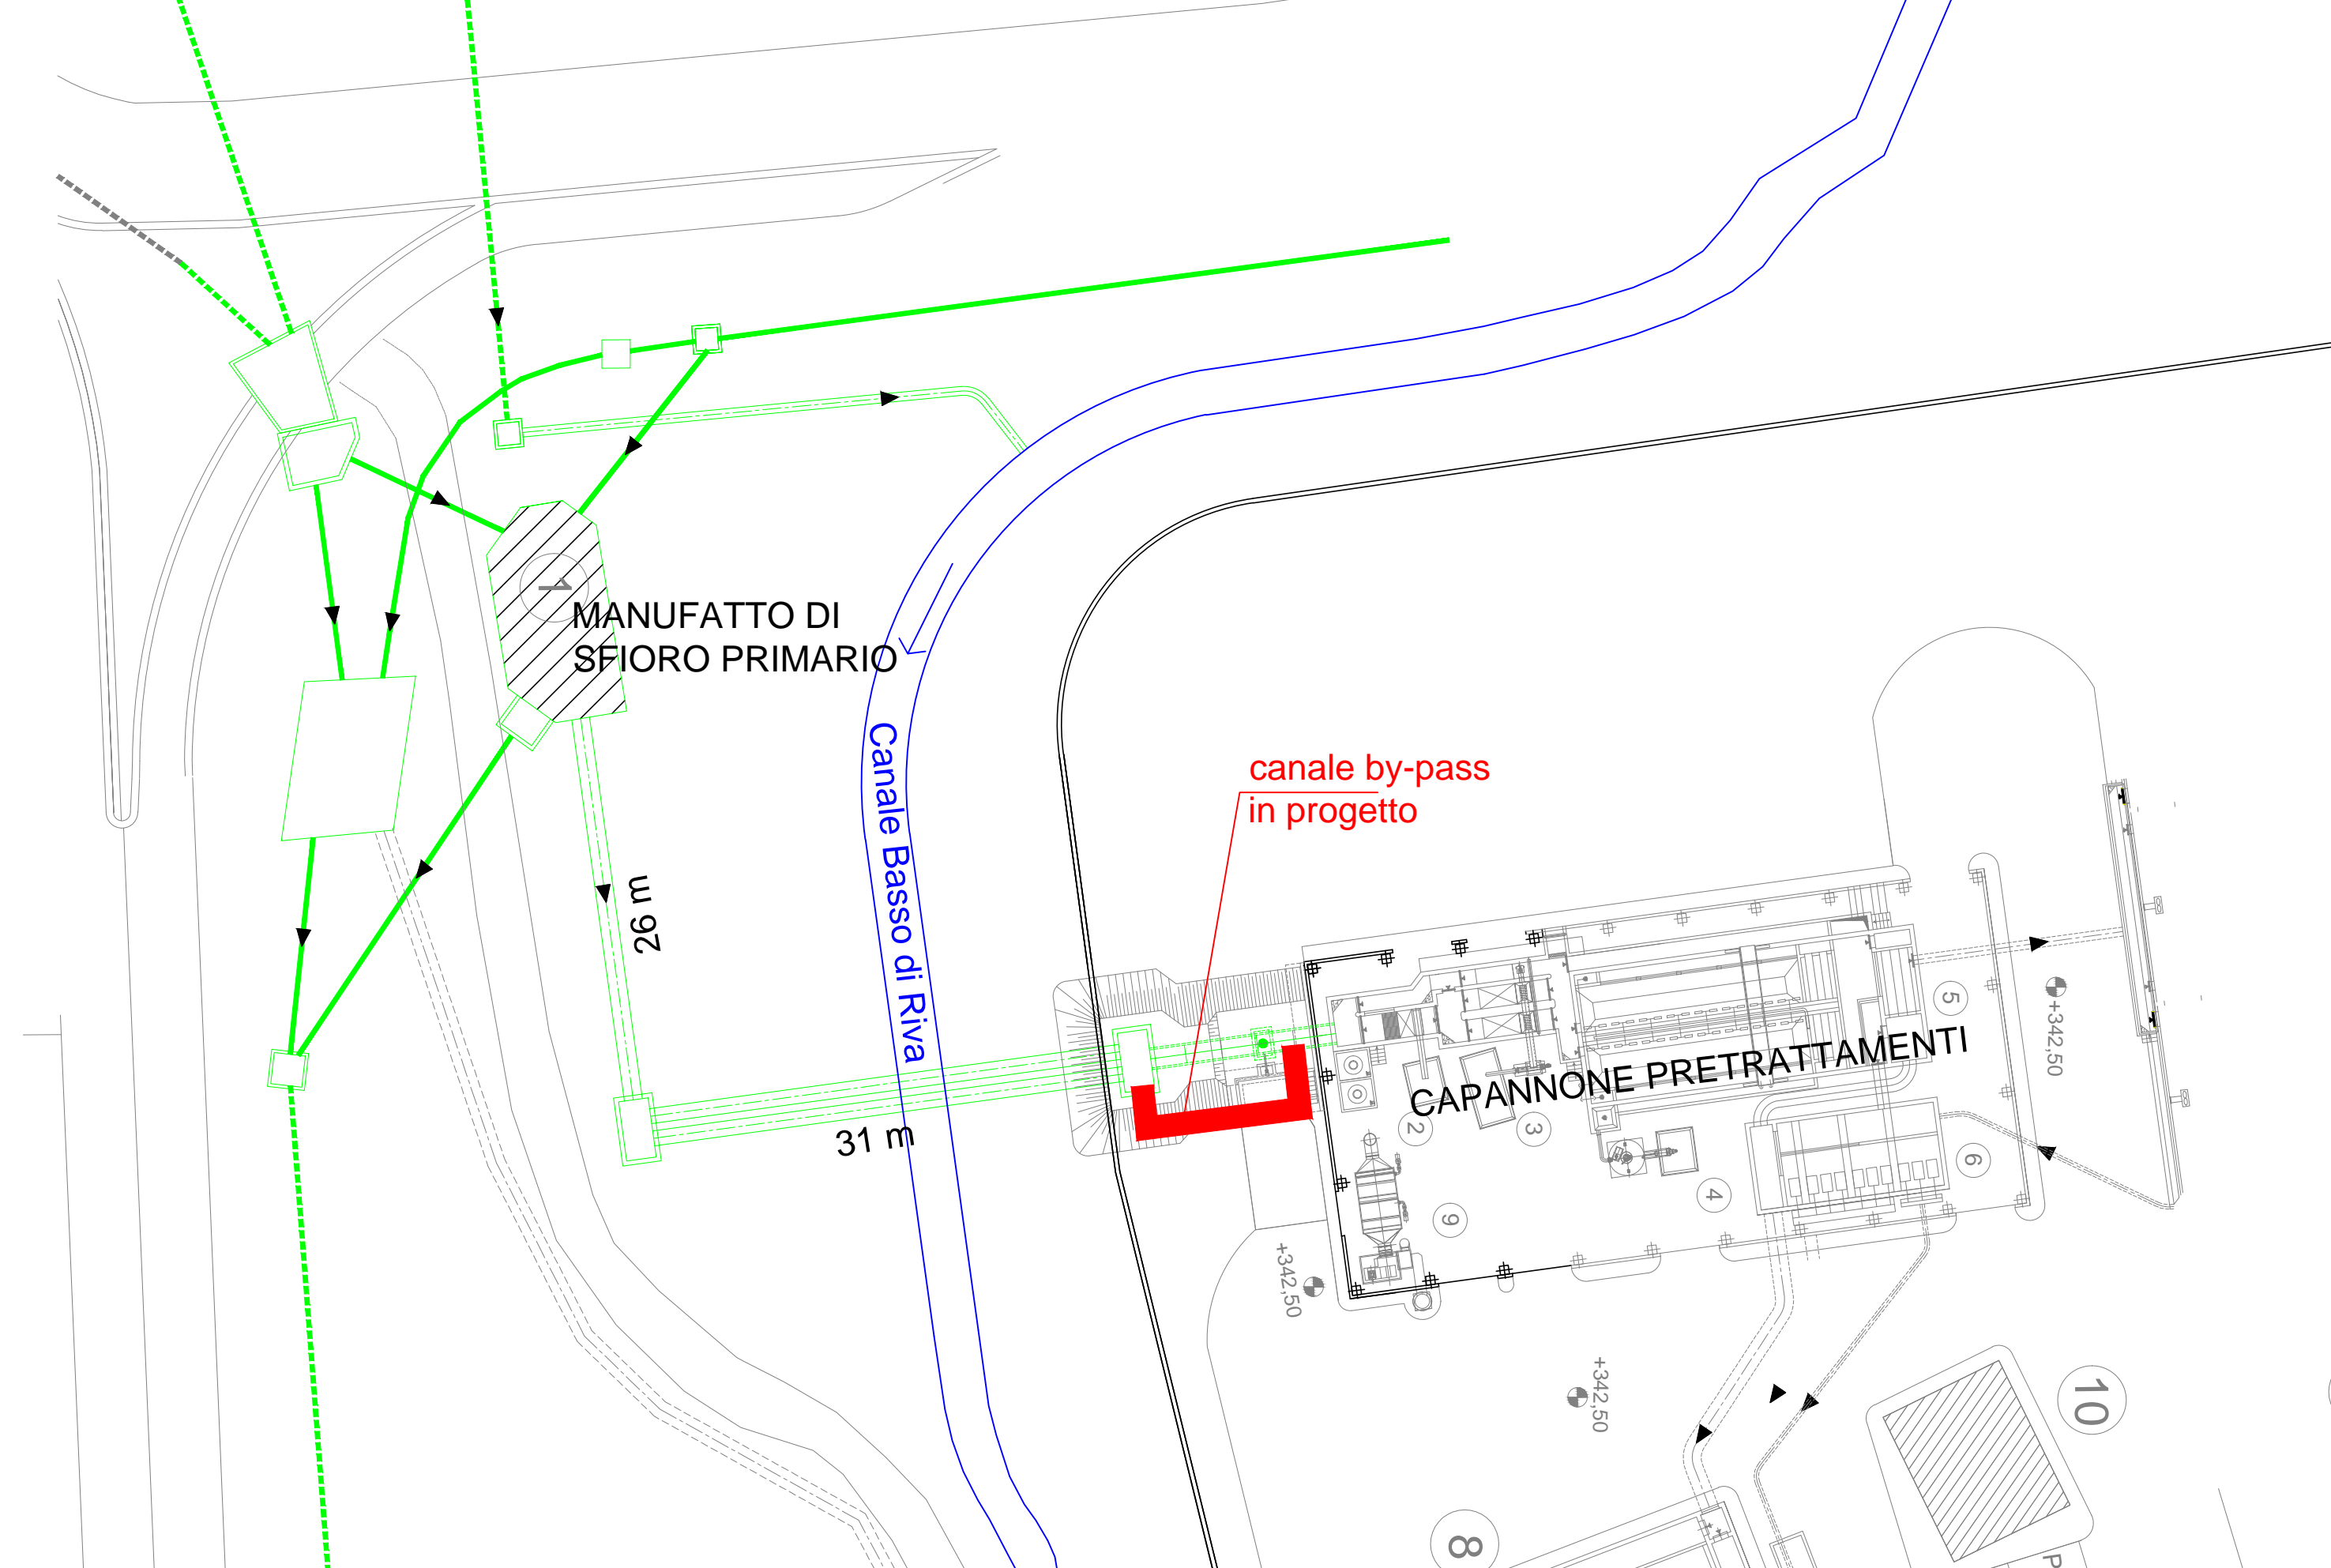 1
MANUFATTO DI
SFIORO PRIMARIO
26 m
31 m
Canale Basso di Riva
canale by-pass
in progetto
CAPANNONE PRETRATTAMENTI
2
3
4
5
6
9
+342,50
+342,50
+342,50
8
10
P